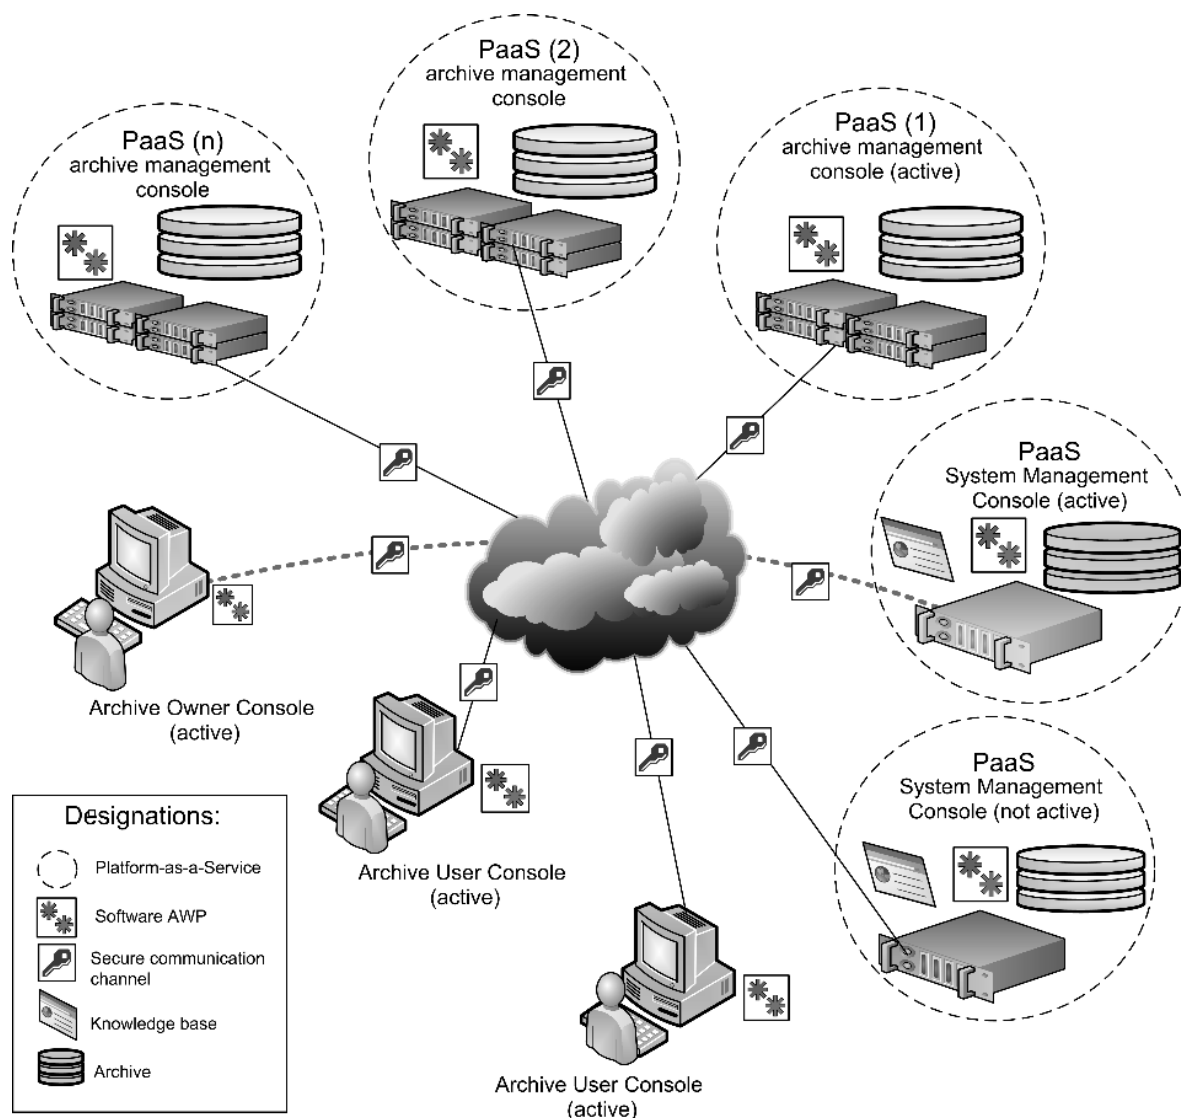 PaaS (2)
archive management
console
PaaS (n)
archive management
console
PaaS (1)
archive management
console (active)
PaaS
System Management
Console (active)
Archive Owner Console
(active)
PaaS
System Management
Console (not active)
Archive User Console
(active)
Archive User Console
(active)
Designations:
Platform-as-a-Service
Software AWP
Secure communication
channel
Knowledge base
Archive